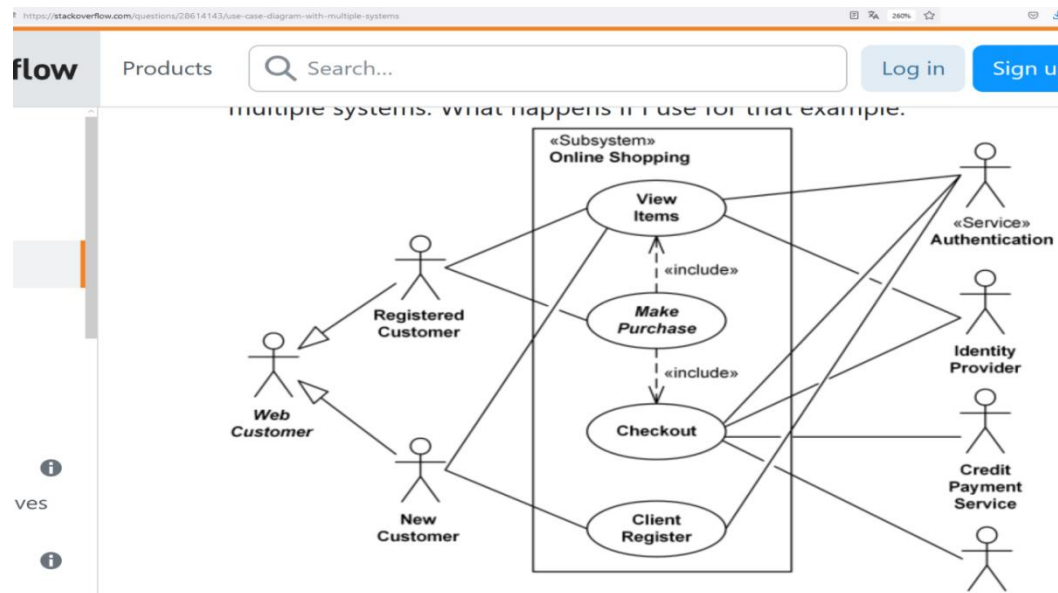 https://stackoverflow.com/questions/28614143/use-case-diagram-with-multiple-systems
260%
flow
Products
Search...
Log in
Sign u
multiple systems. What happens if I use for that example.
«Subsystem»
Online Shopping
View
Items
«Service»
Authentication
«include»
Registered
Customer
Make
Purchase
Identity
Provider
«include»
Web
Customer
Checkout
Credit
Payment
Service
ves
New
Customer
Client
Register